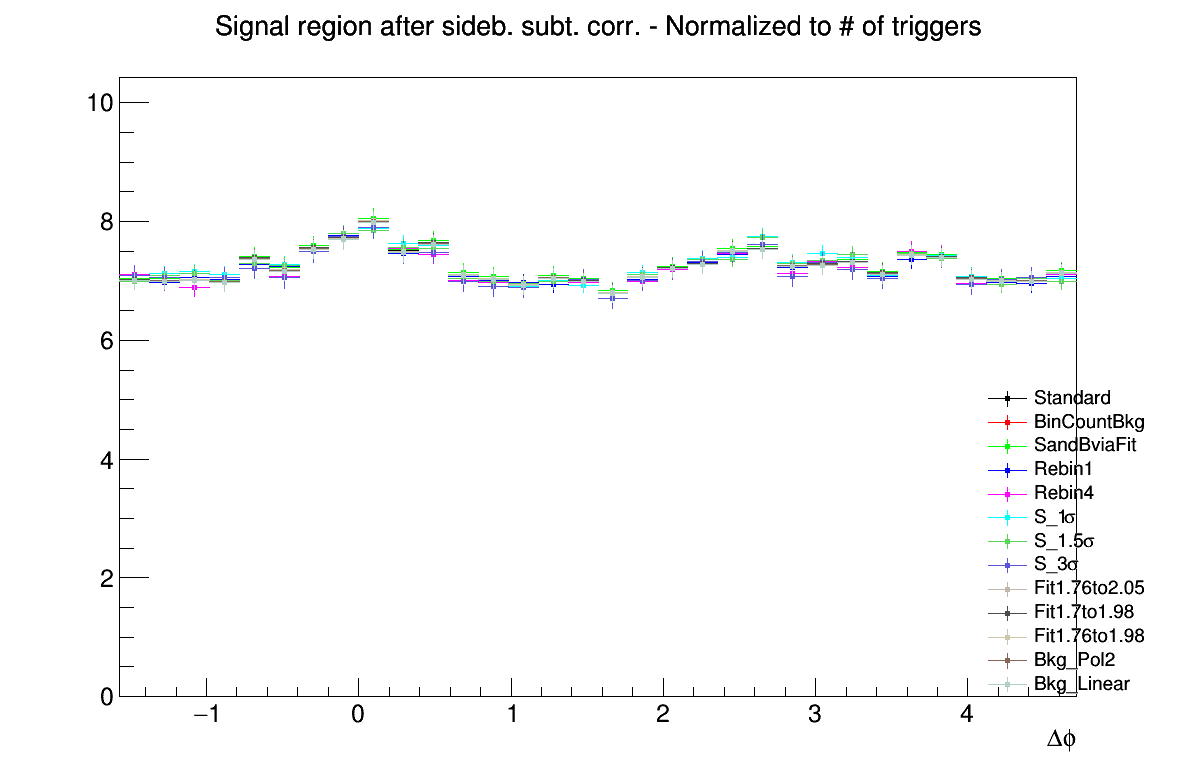 Signal region after sideb. subt. corr. - Normalized to # of triggers
10
8
6
4
2
0
−1 0 1 2 3 4
Δϕ
Standard
BinCountBkg
SandBviaFit
Rebin1
Rebin4
S_1σ
S_1.5σ
S_3σ
Fit1.76to2.05
Fit1.7to1.98
Fit1.76to1.98
Bkg_Pol2
Bkg_Linear